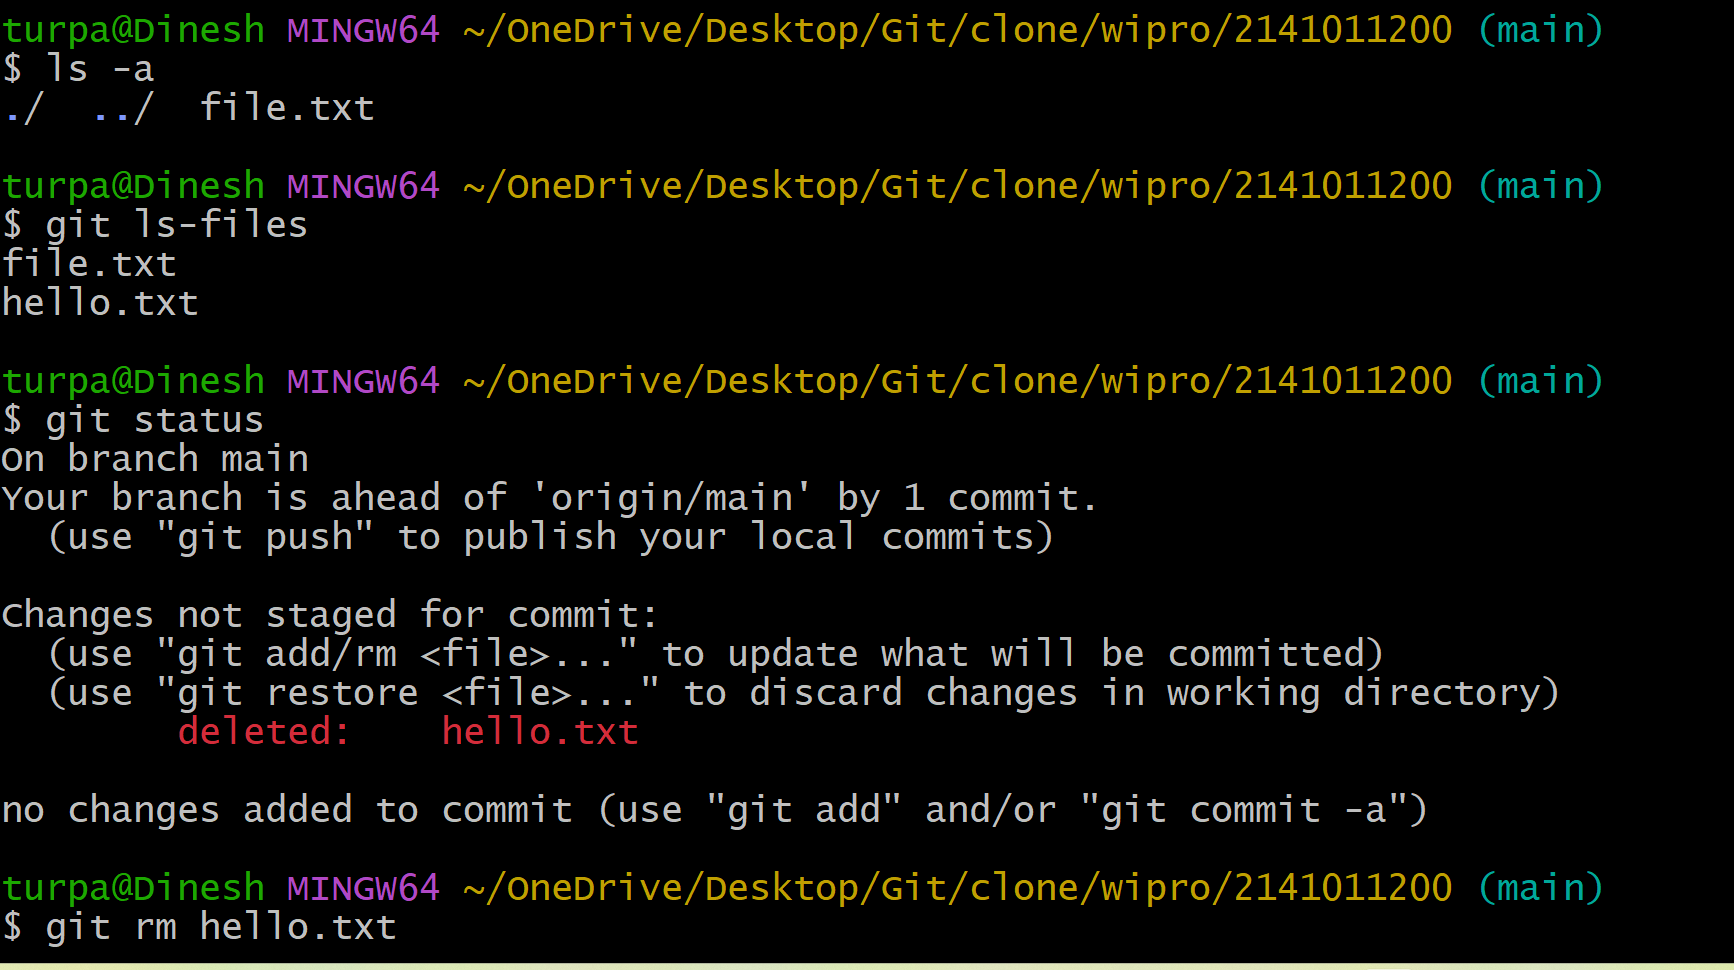 turpa@Dinesh MINGW64 ~/OneDrive/Desktop/Git/clone/wipro/2141011200 (main)
$ ls -a
./  ../  file.txt
turpa@Dinesh MINGW64 ~/OneDrive/Desktop/Git/clone/wipro/2141011200 (main)
$ git ls-files
file.txt
hello.txt
turpa@Dinesh MINGW64 ~/OneDrive/Desktop/Git/clone/wipro/2141011200 (main)
$ git status
On branch main
Your branch is ahead of 'origin/main' by 1 commit.
  (use "git push" to publish your local commits)
Changes not staged for commit:
  (use "git add/rm <file>..." to update what will be committed)
  (use "git restore <file>..." to discard changes in working directory)
        deleted:    hello.txt
no changes added to commit (use "git add" and/or "git commit -a")
turpa@Dinesh MINGW64 ~/OneDrive/Desktop/Git/clone/wipro/2141011200 (main)
$ git rm hello.txt